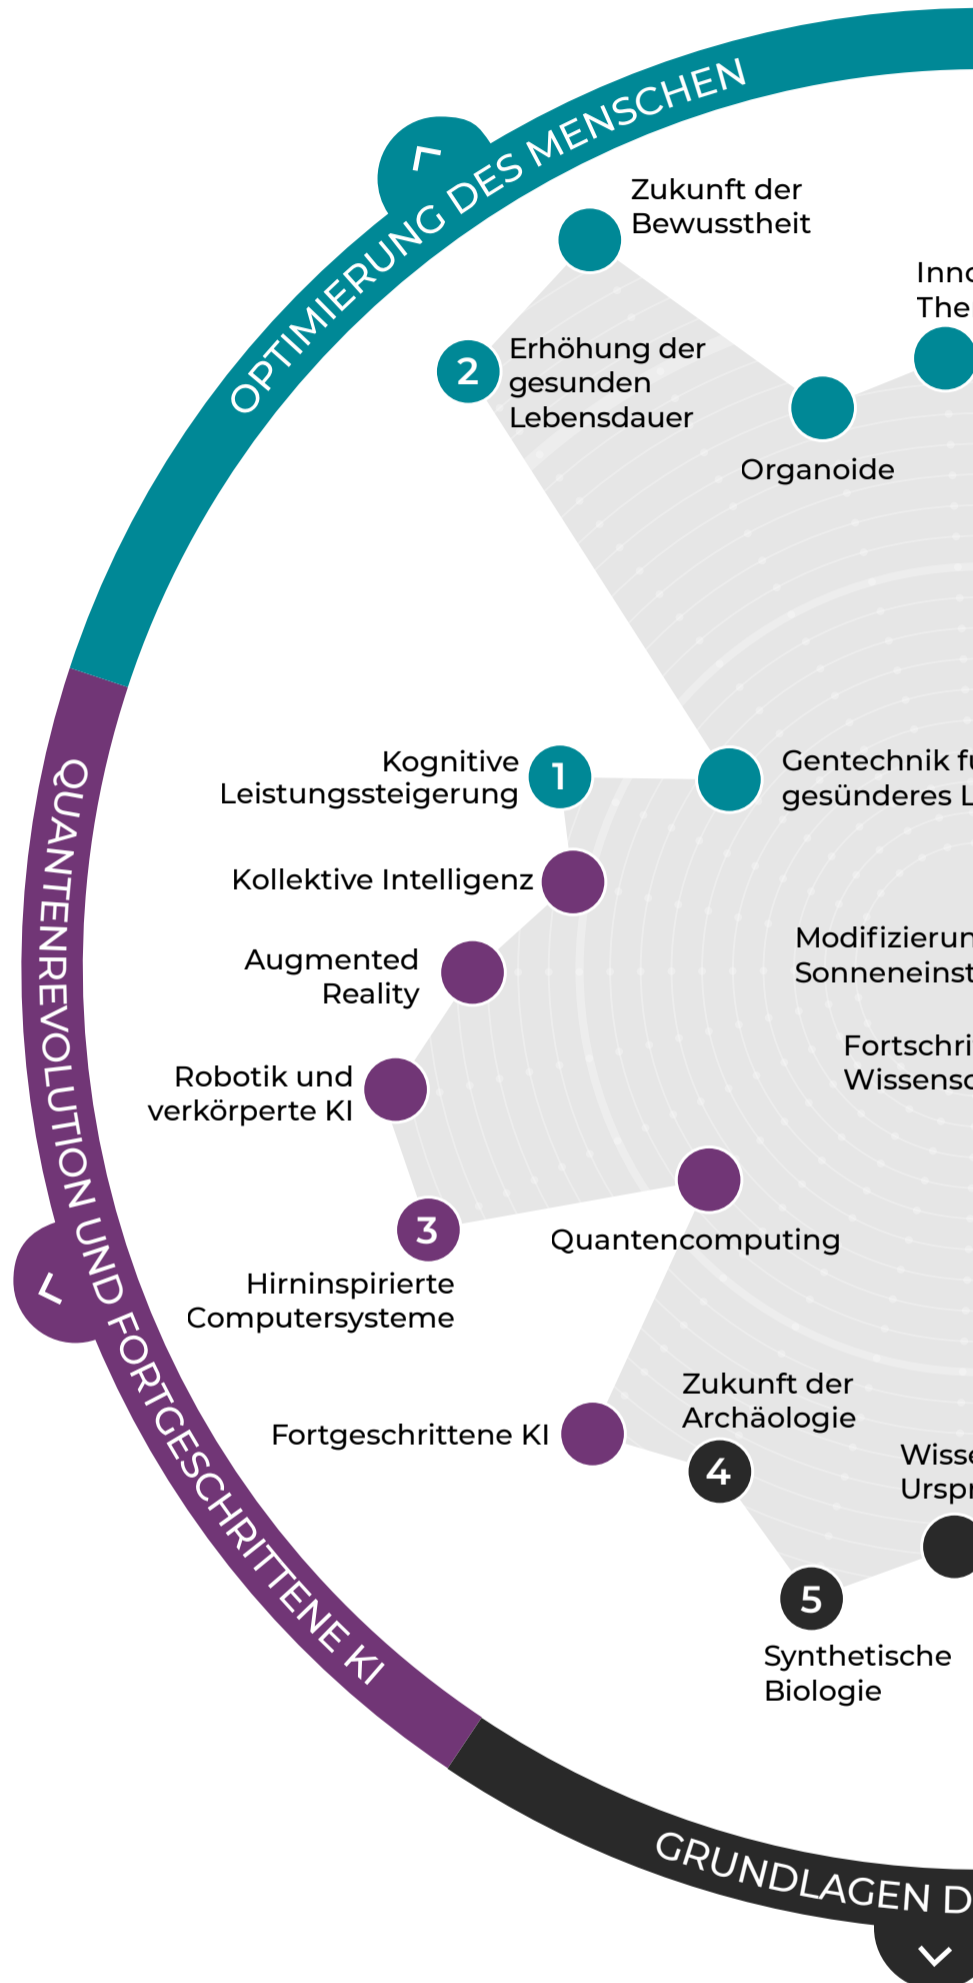 OPTIMIERUNG DES MENSCHEN
Zukunft der
Bewusstheit
2
Erhöhung der
gesunden
Lebensdauer
Organoide
Kognitive
Leistungssteigerung
1
Gentechnik
gesünderes
Kollektive Intelligenz
Augmented
Reality
Robotik und
verkörperte KI
3
Hirninspirierte
Computersysteme
Quantencomputing
QUANTENREVOLUTION UND FORTGESCHRITTENE KI
Fortgeschrittene KI
Zukunft der
Archäologie
4
5
Synthetische
Biologie
GRUNDLAGEN